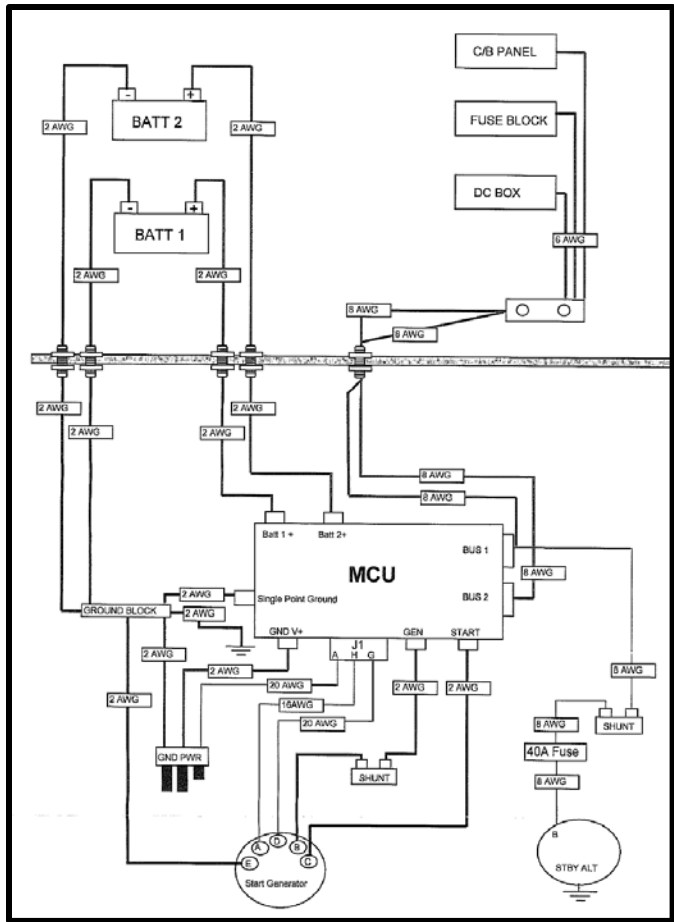 C/B PANEL
- +
BATT 2
2 AWG
2 AWG
FUSE BLOCK
- +
BATT 1
DC BOX
6 AWG
2 AWG
2 AWG
8 AWG
8 AWG
2 AWG
2 AWG
2 AWG
2 AWG
8 AWG
8 AWG
Batt 1 +
Batt 2+
BUS 1
MCU
8 AWG
2 AWG
Single Point Ground
BUS 2
GROUND BLOCK
2 AWG
GND V+
J1
GEN
START
A H G
2 AWG
2 AWG
20 AWG
2 AWG
2 AWG
8 AWG
2 AWG
16AWG
20 AWG
8 AWG
SHUNT
GND PWR
40A Fuse
SHUNT
8 AWG
A
D
B
C
E
Start Generator
B
STBY ALT